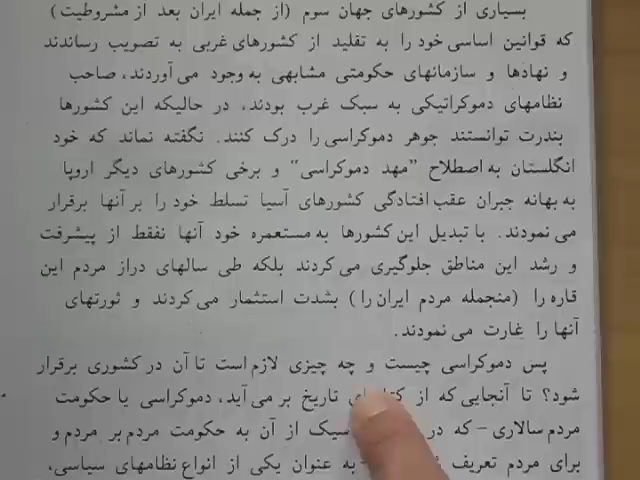 بسیاری از کشورهای جهان سوم (از جمله ایران بعد از مشروطیت)
که قوانین اساسی خود را به تقلید از کشورهای غربی به تصویب رساندند
و نهادها و سازمانهای حکومتی مشابهی به وجود می‌آوردند، صاحب
نظامهای دموکراتیکی به سبک غرب بودند، در حالیکه این کشورها
بندرت توانستند جوهر دموکراسی را درک کنند. نگفته نماند که خود
انگلستان به اصطلاح "مهد دموکراسی" و برخی کشورهای دیگر اروپا
به بهانه جبران عقب‌افتادگی کشورهای آسیا تسلط خود را بر آنها برقرار
می نمودند. با تبدیل این کشورها به مستعمره خود آنها نفقط از پیشرفت
و رشد این مناطق جلوگیری می‌کردند بلکه طی سالهای دراز مردم این
قاره را (منجمله مردم ایران را) بشدت استثمار می‌کردند و ثورتهای
آنها را غارت می نمودند.
پس دموکراسی چیست و چه چیزی لازم است تا آن در کشوری برقرار
شود؟ تا آنجایی که از تاریخ بر می آید، دموکراسی یا حکومت
مردم سالاری - که در از آن به حکومت مردم بر مردم و
برای مردم تعریف - به عنوان یکی از انواع نظامهای سیاسی،